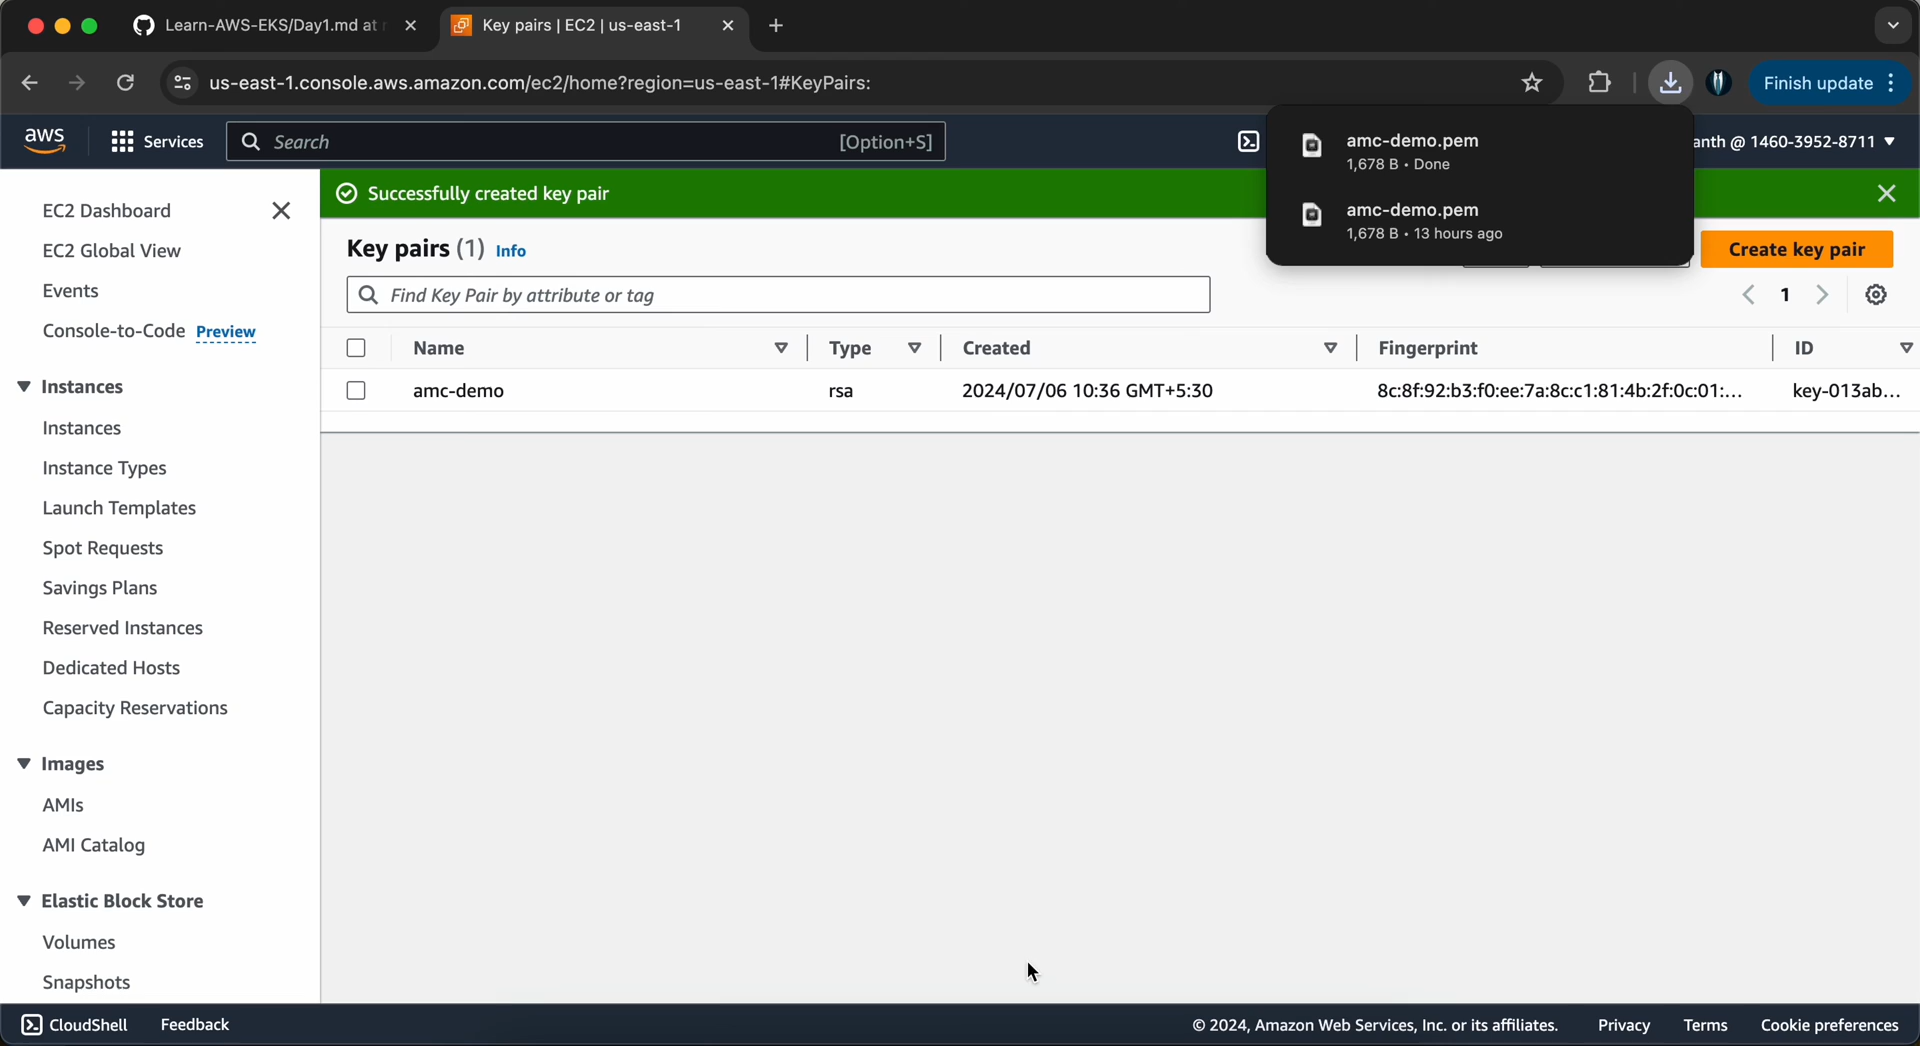 Learn-AWS-EKS/Day1.md at
Key pairs | EC2 | us-east-1
us-east-1.console.aws.amazon.com/ec2/home?region=us-east-1#KeyPairs:
Finish update
aws
Services
Search
[Option+S]
anth @ 1460-3952-8711
amc-demo.pem
1,678 B • Done
amc-demo.pem
1,678 B • 13 hours ago
Successfully created key pair
EC2 Dashboard
EC2 Global View
Events
Console-to-Code Preview
Instances
Instances
Instance Types
Launch Templates
Spot Requests
Savings Plans
Reserved Instances
Dedicated Hosts
Capacity Reservations
Images
AMIs
AMI Catalog
Elastic Block Store
Volumes
Snapshots
Key pairs (1) Info
Create key pair
Find Key Pair by attribute or tag
1
Name Type Created Fingerprint ID
amc-demo rsa 2024/07/06 10:36 GMT+5:30 8c:8f:92:b3:f0:ee:7a:8c:c1:81:4b:2f:0c:01:... key-013ab...
CloudShell Feedback
© 2024, Amazon Web Services, Inc. or its affiliates. Privacy Terms Cookie preferences